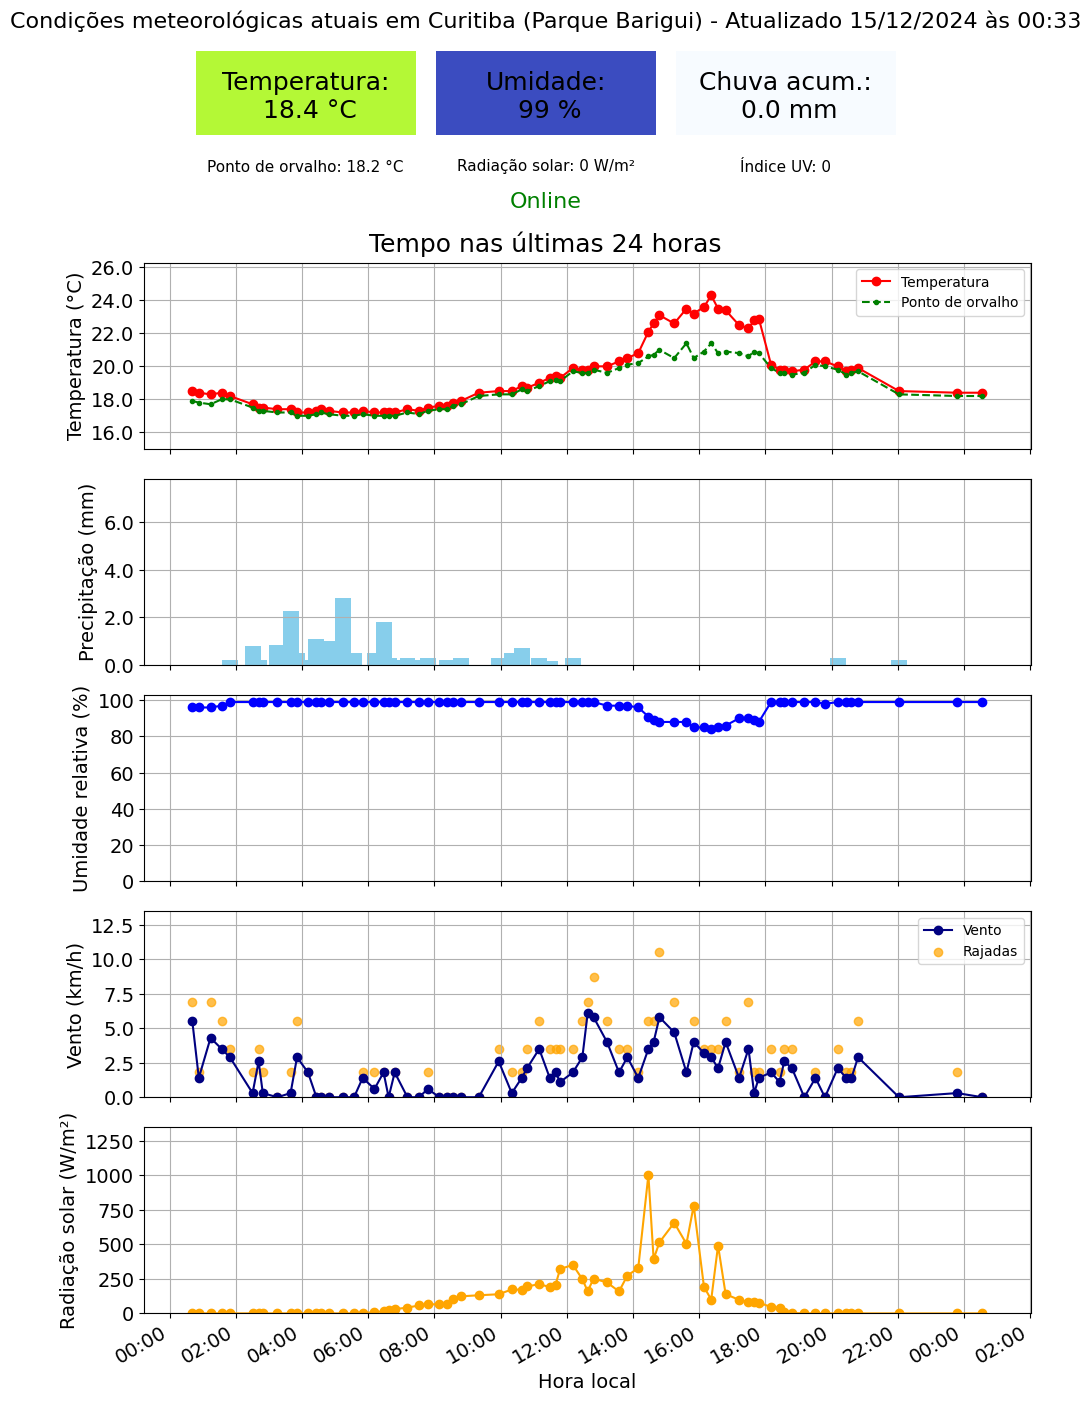 Condições meteorológicas atuais em Curitiba (Parque Barigui) - Atualizado 15/12/2024 às 00:33
Temperatura:
18.4 °C
Umidade:
99 %
Chuva acum.:
0.0 mm
Ponto de orvalho: 18.2 °C
Radiação solar: 0 W/m²
Índice UV: 0
Online
Tempo nas últimas 24 horas
Temperatura (°C)
26.0
24.0
22.0
20.0
18.0
16.0
Temperatura
Ponto de orvalho
Precipitação (mm)
6.0
4.0
2.0
0.0
Umidade relativa (%)
100
80
60
40
20
0
Vento (km/h)
12.5
10.0
7.5
5.0
2.5
0.0
Vento
Rajadas
Radiação solar (W/m²)
1250
1000
750
500
250
0
00:00
02:00
04:00
06:00
08:00
10:00
12:00
14:00
16:00
18:00
20:00
22:00
00:00
02:00
Hora local